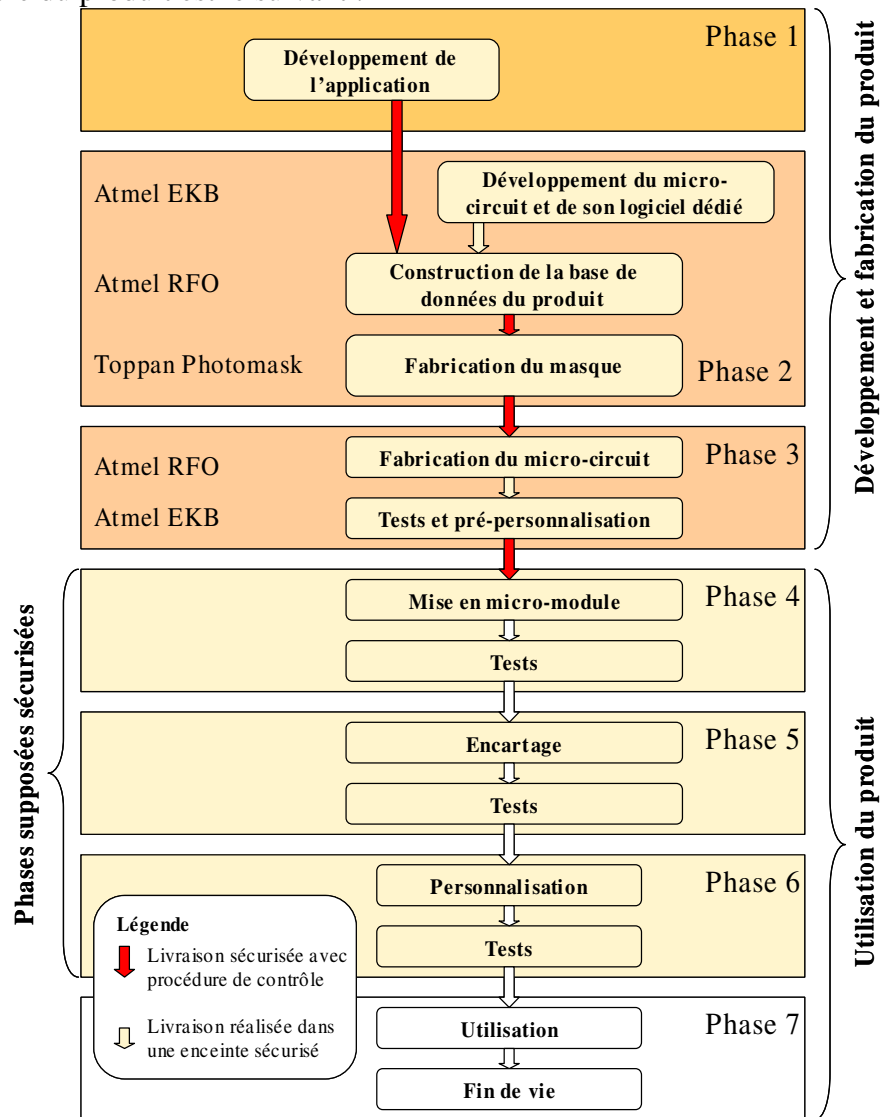 Phase 1
Développement de
l'application
Développement et fabrication du produit
Atmel EKB
Développement du micro-
circuit et de son logiciel dédié
Atmel RFO
Construction de la base de
données du produit
Toppan Photomask
Fabrication du masque
Phase 2
Atmel RFO
Fabrication du micro-circuit
Phase 3
Atmel EKB
Tests et pré-personnalisation
Phases supposées sécurisées
Mise en micro-module
Phase 4
Tests
Utilisation du produit
Encartage
Phase 5
Tests
Personnalisation
Phase 6
Tests
Légende
Livraison sécurisée avec
procédure de contrôle
Livraison réalisée dans
une enceinte sécurisé
Utilisation
Phase 7
Fin de vie